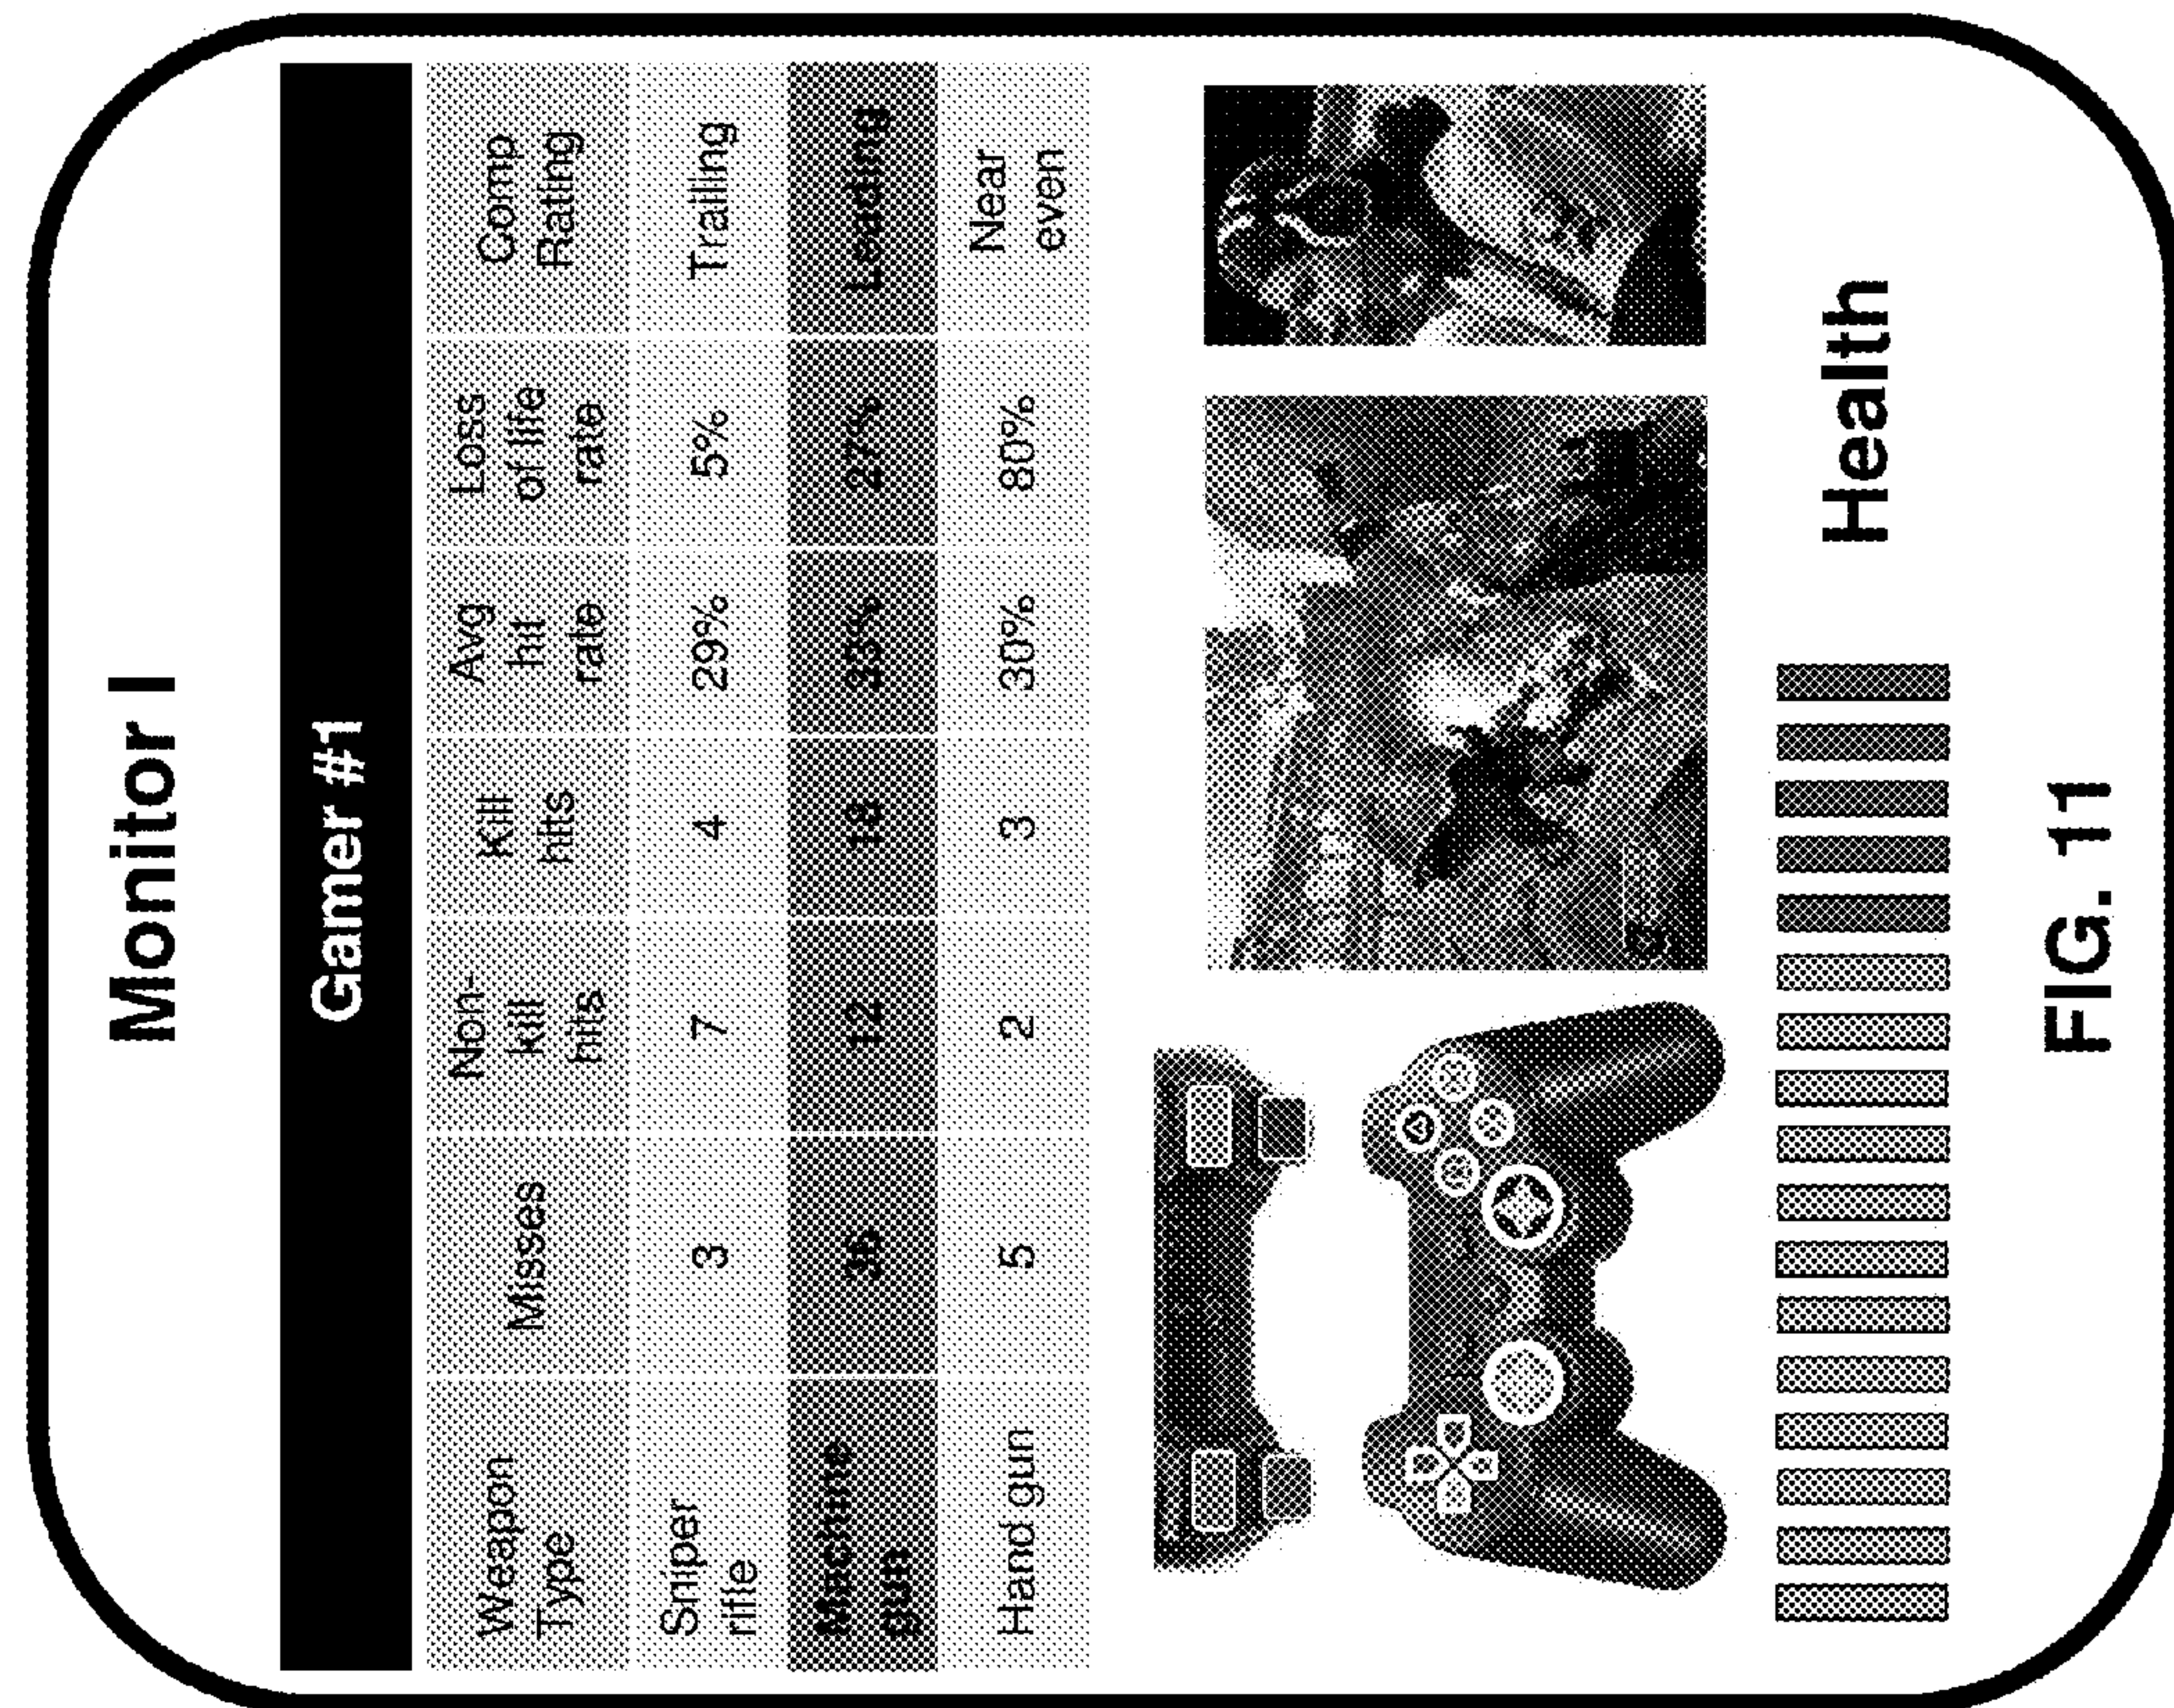 Monitor I
Gamer #1
Weapon Type Misses Non-kill hits Kill hits Avg hit rate Loss of life rate Comp Rating
Sniper rifle 3 7 4 29% 5% Trailing
Machine gun 12 18 27% Leading
Hand gun 5 2 3 30% 80% Near even
Health
FIG. 11